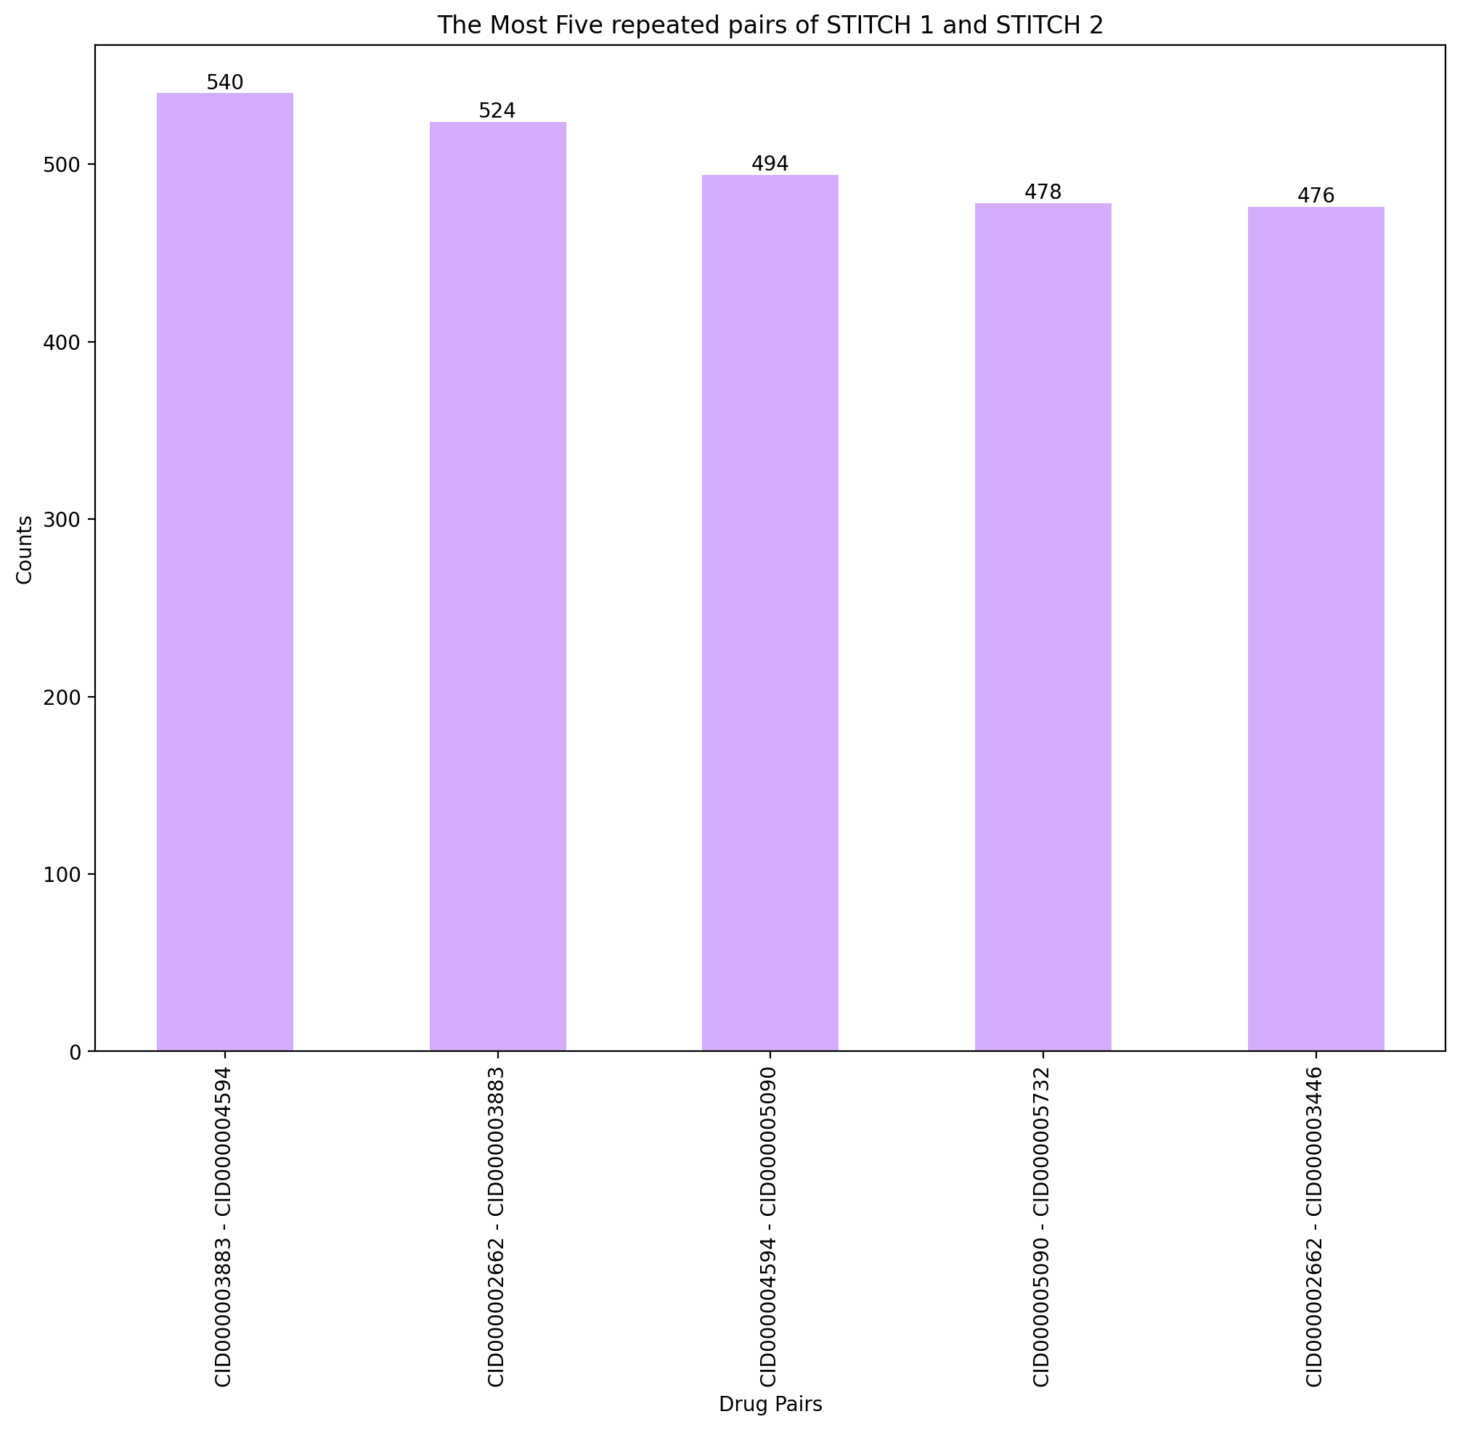 The Most Five repeated pairs of STITCH 1 and STITCH 2
540
524
494
478
476
500
400
300
200
100
0
Counts
CID000003883 - CID000004594
CID000002662 - CID000003883
CID000004594 - CID000005090
CID000005090 - CID000005732
CID000002662 - CID000003446
Drug Pairs